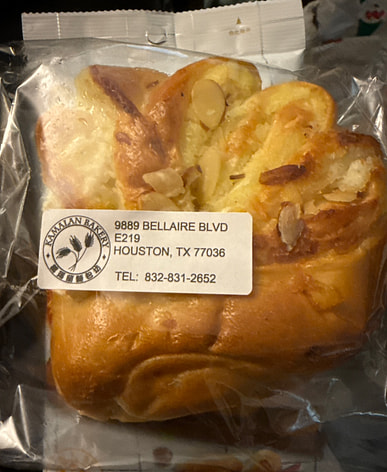 KAMALAN BAKERY
9889 BELLAIRE BLVD
E219
HOUSTON, TX 77036
TEL: 832-831-2652